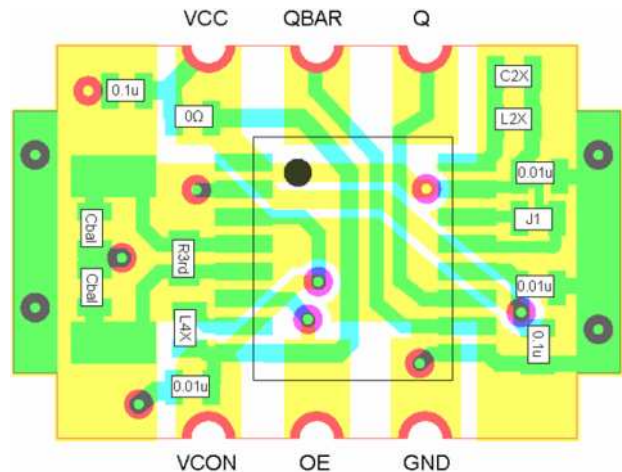 VCC QBAR Q
0.1u
0Ω
C2X
L2X
0.01u
J1
Cbal
R3rd
Cbal
0.01u
L4X
0.1u
0.01u
VCON OE GND